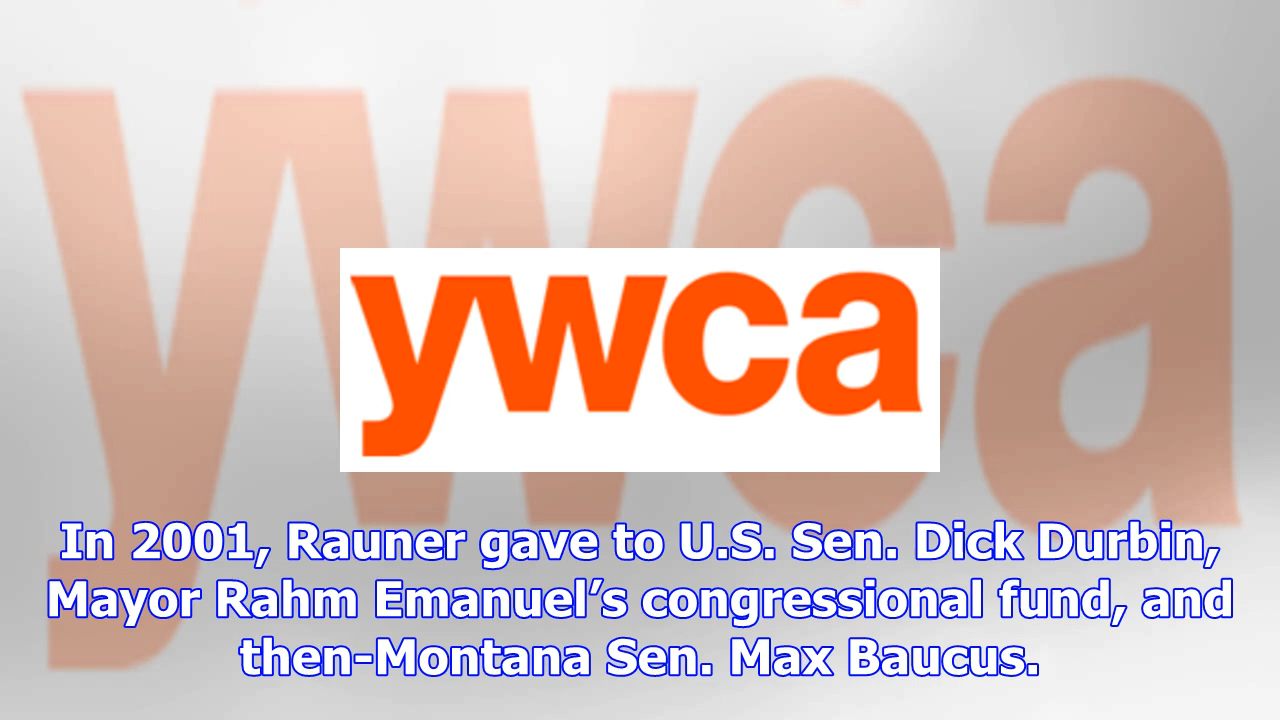 ywca
ywca
In 2001, Rauner gave to U.S. Sen. Dick Durbin,
Mayor Rahm Emanuel’s congressional fund, and
then-Montana Sen. Max Baucus.